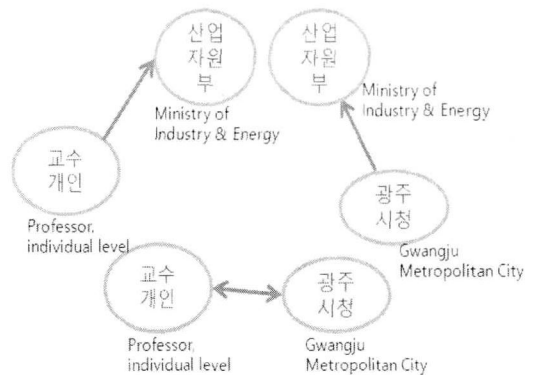 산업
자원
부
Ministry of
Industry & Energy
산업
자원
부
Ministry of
Industry & Energy
교수
개인
Professor,
individual level
광주
시청
Gwangju
Metropolitan City
교수
개인
Professor,
individual level
광주
시청
Gwangju
Metropolitan City